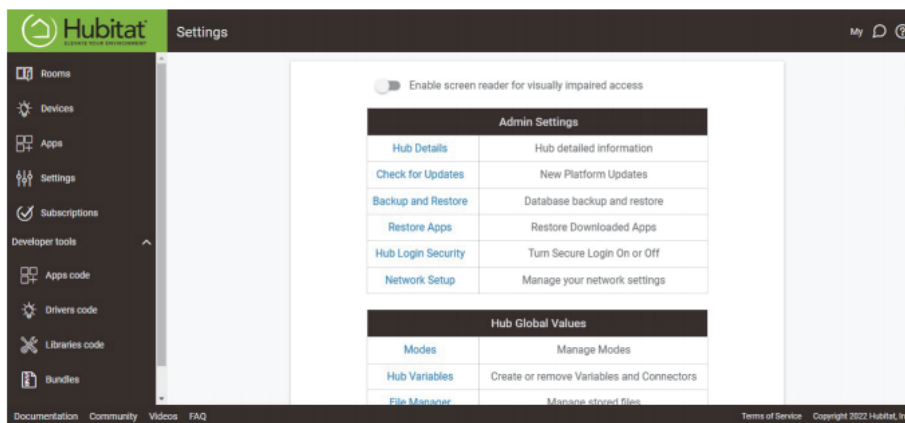 Hubitat
ELEVATE YOUR ENVIRONMENT
Settings
My
Rooms
Devices
Apps
Settings
Subscriptions
Developer tools
Apps code
Drivers code
Libraries code
Bundles
Enable screen reader for visually impaired access
Admin Settings
Hub Details Hub detailed information
Check for Updates New Platform Updates
Backup and Restore Database backup and restore
Restore Apps Restore Downloaded Apps
Hub Login Security Turn Secure Login On or Off
Network Setup Manage your network settings
Hub Global Values
Modes Manage Modes
Hub Variables Create or remove Variables and Connectors
File Manager Manage stored files
Documentation Community Videos FAQ
Terms of Service Copyright 2022 Hubitat, In